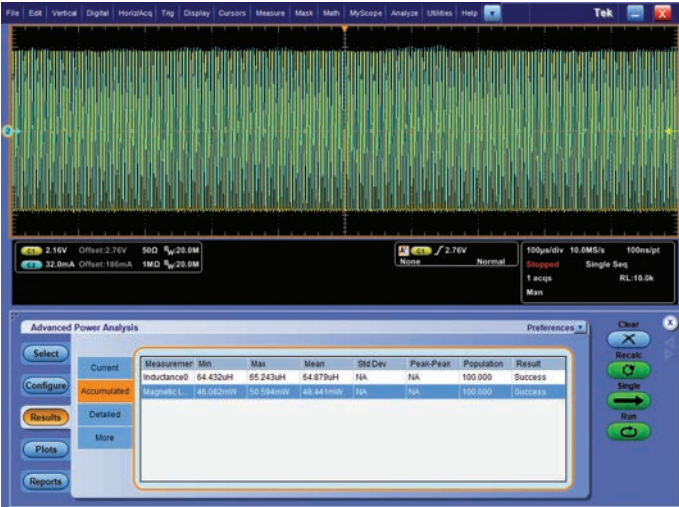 File Edit Vertical Digital Horiz/Acq Trig Display Cursors Measure Mask Math MyScope Analyze Utilities Help Tek X
2
C1 2.16V Offset:2.76V 50Ω BW:20.0M
C2 32.0mA Offset:186mA 1MΩ BW:20.0M
A' C1 2.76V
None Normal
100µs/div 10.0MS/s 100ns/pt
Stopped Single Seq
1 acqs RL:10.0k
Man
Advanced Power Analysis Preferences
Clear
X
Select
Configure
Results
Plots
Reports
Current
Accumulated
Detailed
More
Measuremer Min Max Mean Std Dev Peak-Peak Population Result
Inductance0 64.432uH 65.243uH 64.879uH NA NA 100.000 Success
Magnetic L... 46.082mW 50.594mW 48.441mW NA NA 100.000 Success
Recalc
Single
Run